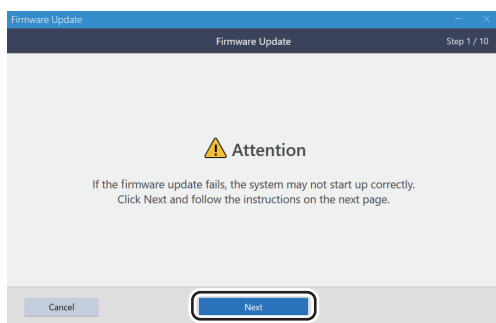 Firmware Update
Firmware Update
Step 1 / 10
Attention
If the firmware update fails, the system may not start up correctly.
Click Next and follow the instructions on the next page.
Cancel
Next